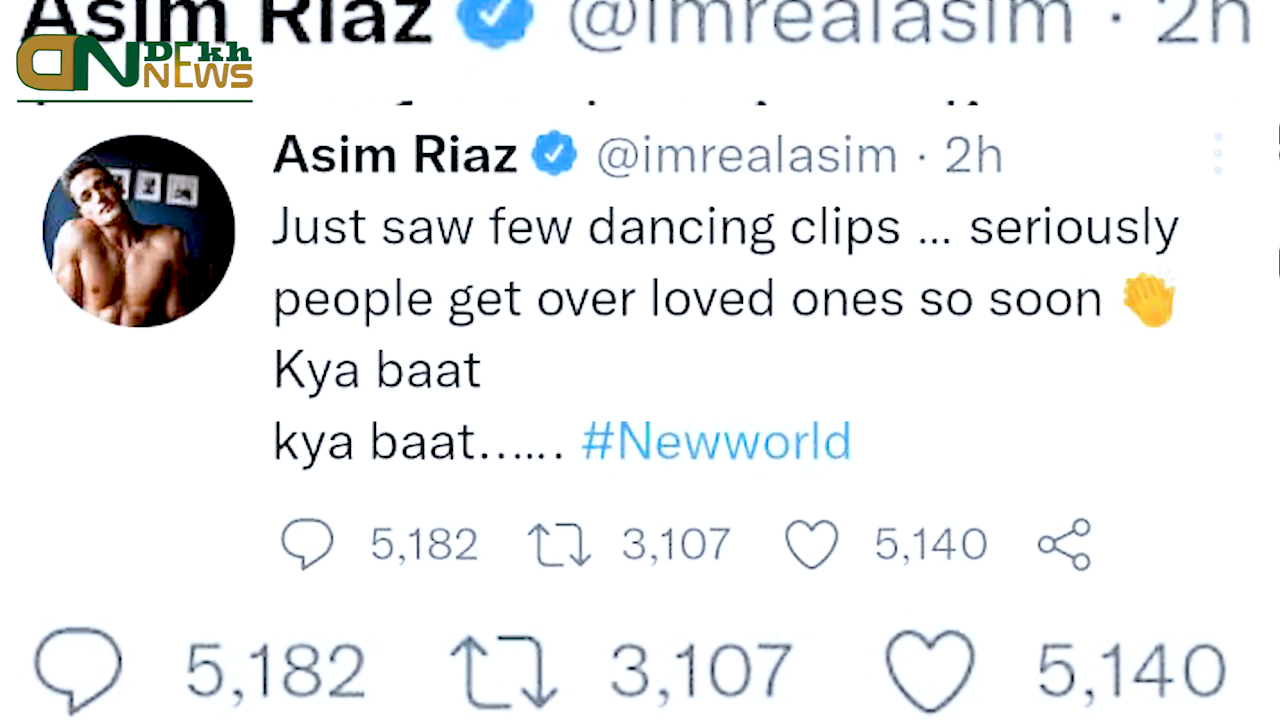 Asim Riaz @imrealasim · 2h
DN Dekh NEWS
Asim Riaz @imrealasim · 2h
Just saw few dancing clips ... seriously
people get over loved ones so soon 👏
Kya baat
kya baat...... #Newworld
5,182 3,107 5,140
5,182 3,107 5,140